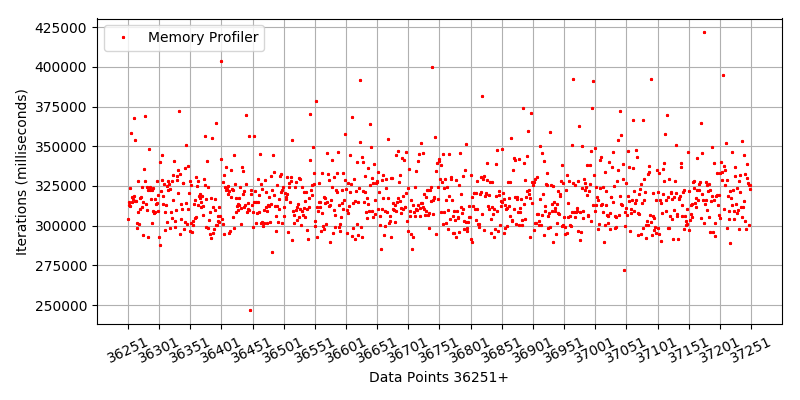 Memory Profiler
425000
400000
375000
350000
325000
300000
275000
250000
Iterations (milliseconds)
36251 36301 36351 36401 36451 36501 36551 36601 36651 36701 36751 36801 36851 36901 36951 37001 37051 37101 37151 37201 37251
Data Points 36251+